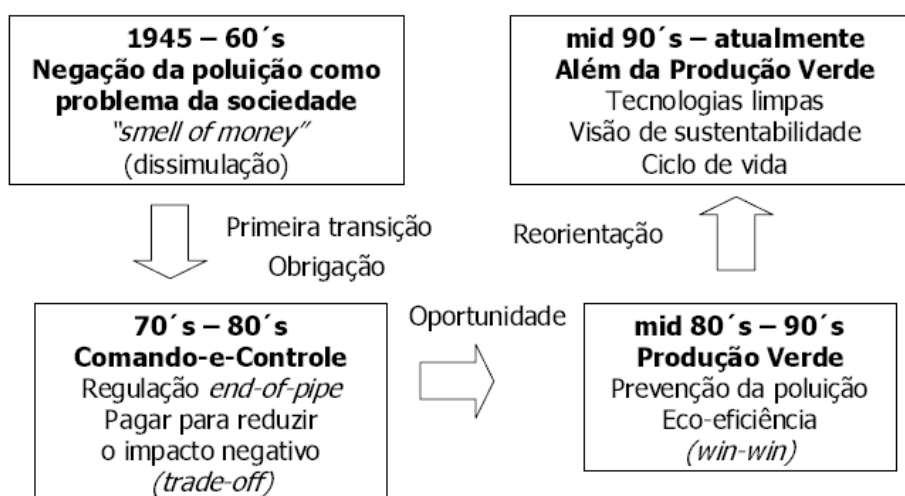 1945 – 60´s
Negação da poluição como
problema da sociedade
“smell of money”
(dissimulação)
Primeira transição
Obrigação
70´s – 80´s
Comando-e-Controle
Regulação end-of-pipe
Pagar para reduzir
o impacto negativo
(trade-off)
Oportunidade
mid 80´s – 90´s
Produção Verde
Prevenção da poluição
Eco-eficiência
(win-win)
Reorientação
mid 90´s – atualmente
Além da Produção Verde
Tecnologias limpas
Visão de sustentabilidade
Ciclo de vida